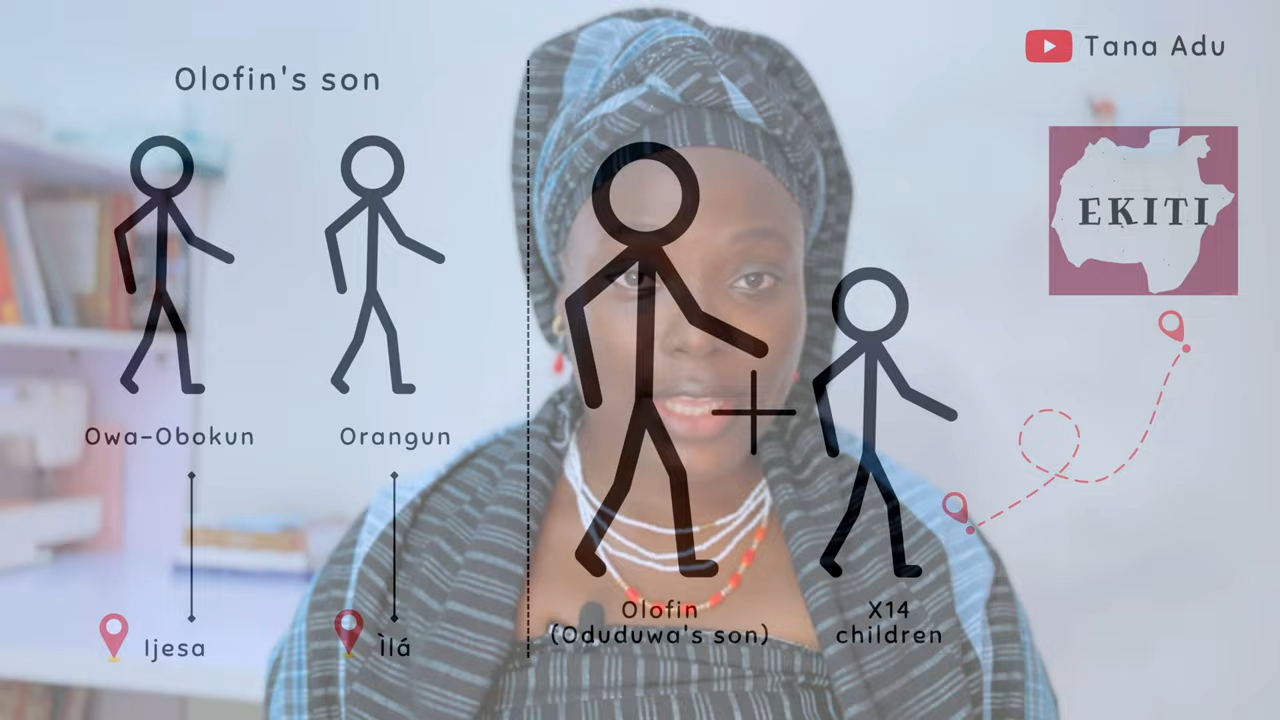 Tana Adu
Olofin's son
EKITI
Owa-Obokun
Orangun
Ijesa
Ìlá
Olofin
(Oduduwa's son)
X14
children